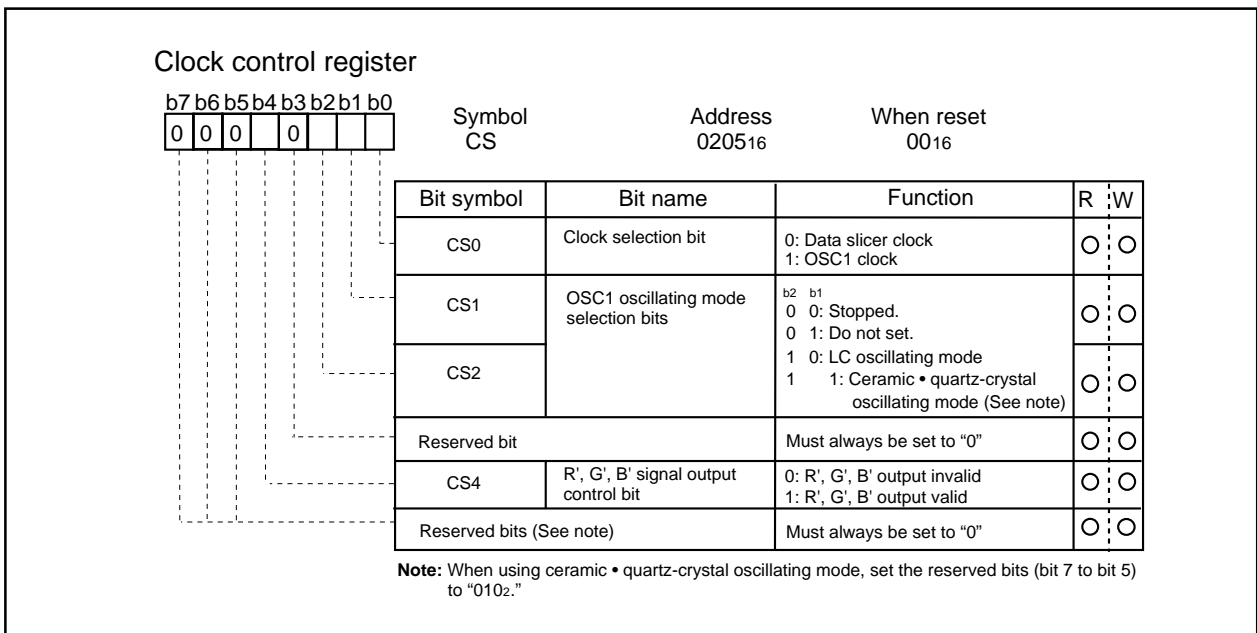 Clock control register
b7 b6 b5 b4 b3 b2 b1 b0
0 0 0 0
Symbol Address When reset
CS 020516 0016
Bit symbol Bit name Function R W
CS0 Clock selection bit 0: Data slicer clock
1: OSC1 clock
CS1 OSC1 oscillating mode
selection bits
b2 b1
0 0: Stopped.
0 1: Do not set.
CS2 1 0: LC oscillating mode
1 1: Ceramic • quartz-crystal
oscillating mode (See note)
Reserved bit Must always be set to “0”
CS4 R', G', B' signal output
control bit
0: R', G', B' output invalid
1: R', G', B' output valid
Reserved bits (See note) Must always be set to “0”
Note: When using ceramic • quartz-crystal oscillating mode, set the reserved bits (bit 7 to bit 5)
to “0102.”